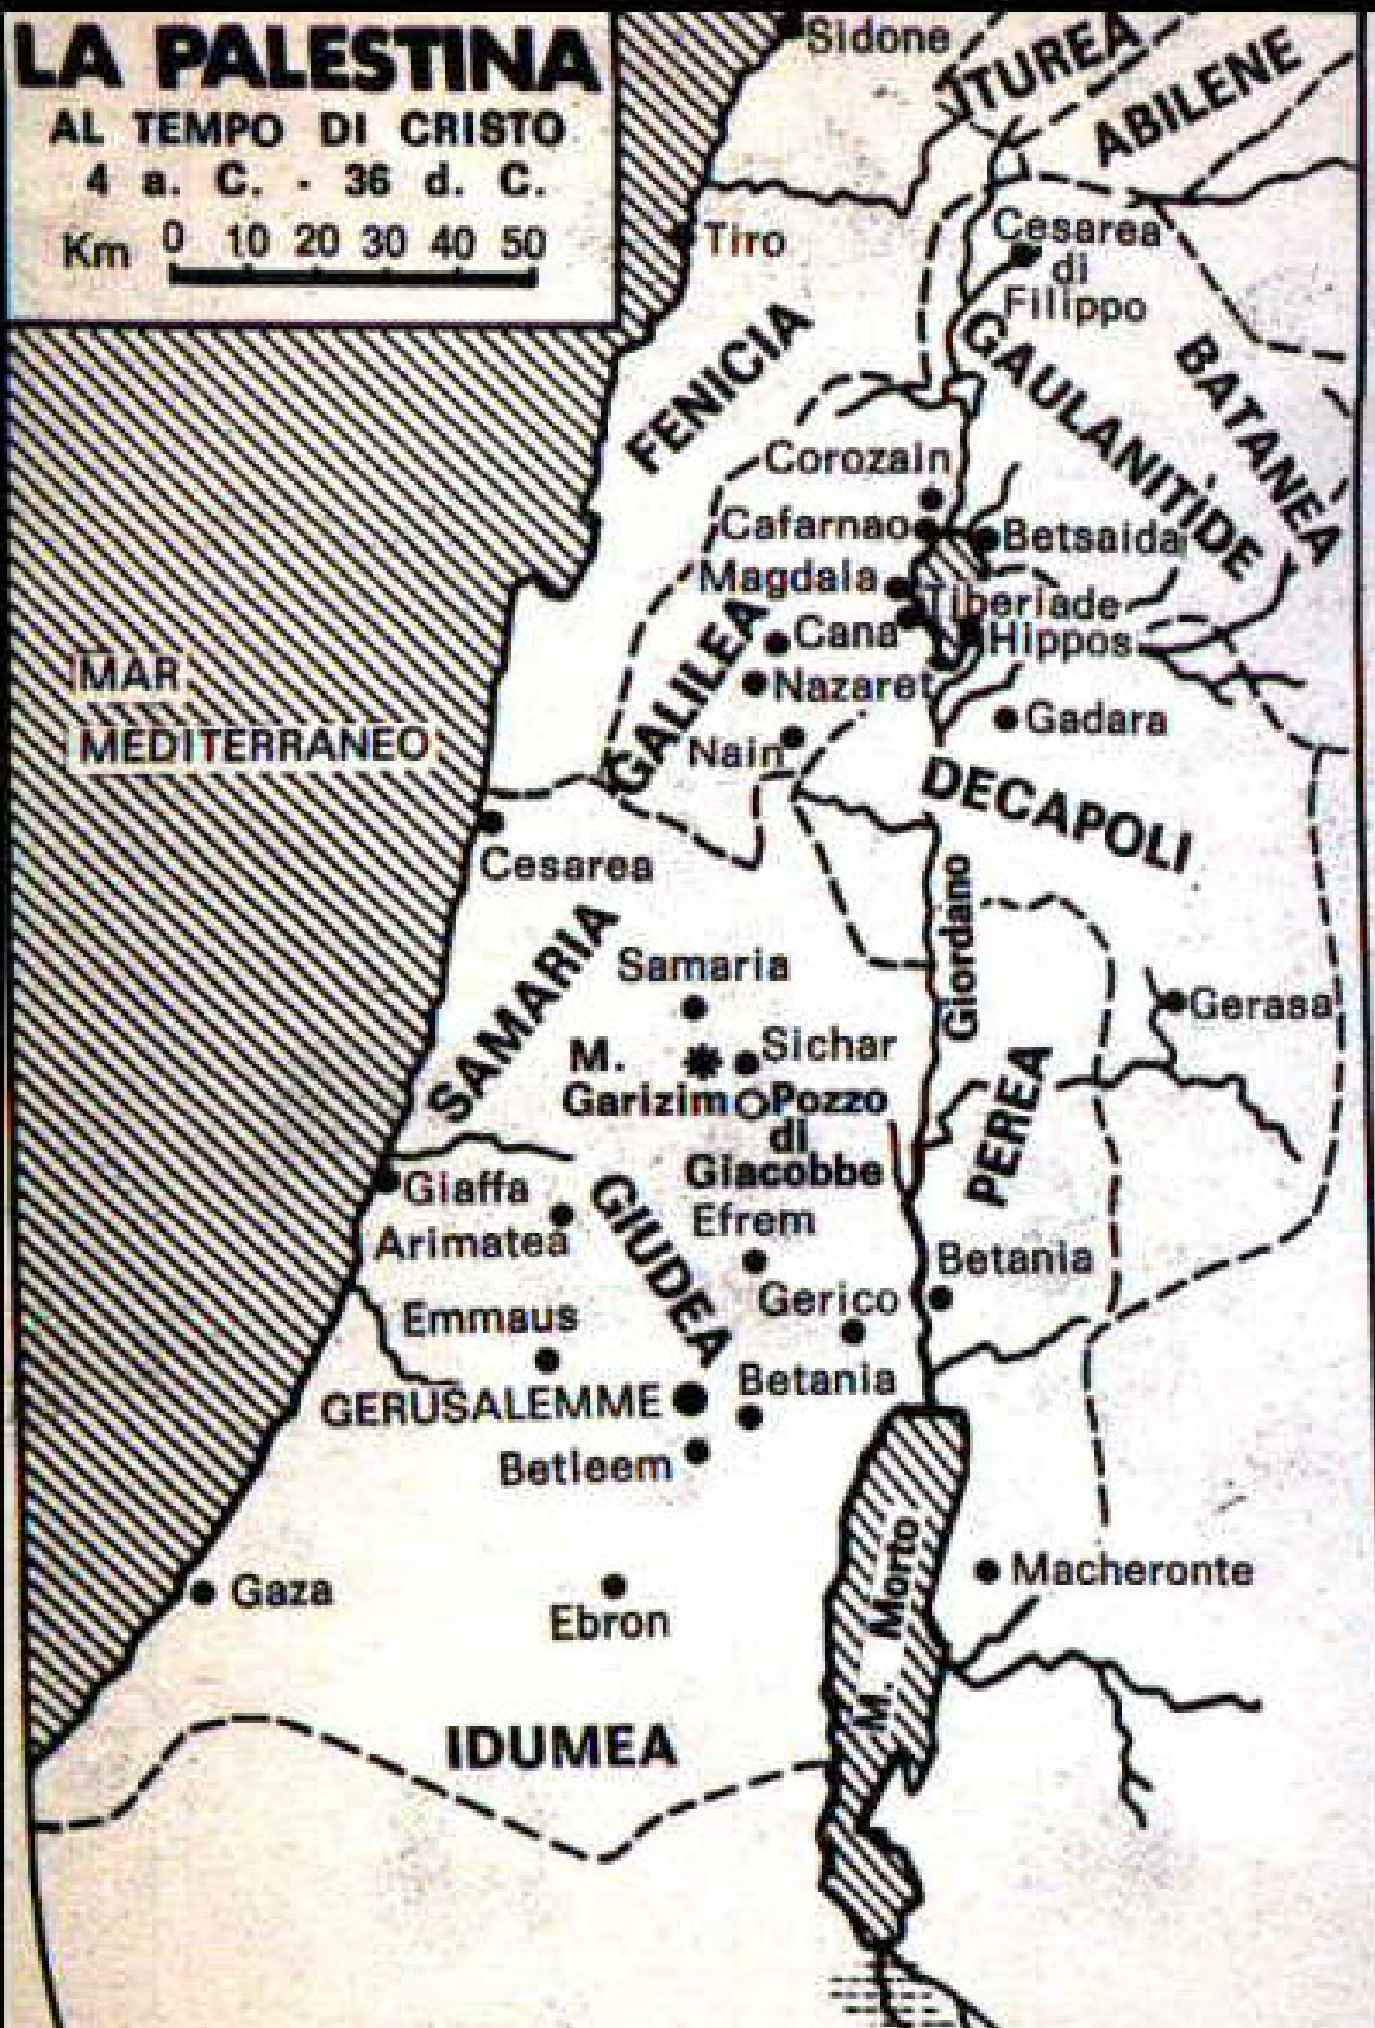 LA PALESTINA
AL TEMPO DI CRISTO
4 a. C. - 36 d. C.
Km 0 10 20 30 40 50
Sidone
ITUREA
ABILENE
Tiro
Cesarea
di
Filippo
FENICIA
GAULANITIDE
BATANEA
Corozain
Cafarnao
Betsaida
Magdala
Tiberiade
Cana
Hippos
GALILEA
MAR
MEDITERRANEO
Nazaret
Gadara
Nain
DECAPOLI
Cesarea
Giordano
SAMARIA
Samaria
Gerasa
M.
Garizim
Sichar
Pozzo
di
Giacobbe
PEREA
Giaffa
Arimatea
GIUDEA
Efrem
Betania
Gerico
Emmaus
GERUSALEMME
Betania
Betleem
M. Morto
Macheronte
Gaza
Ebron
IDUMEA